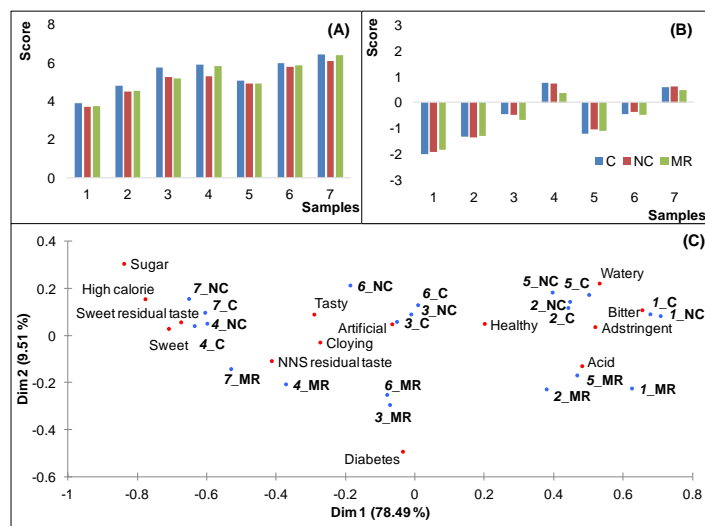 (A)
Score
8
6
4
2
0
1 2 3 4 5 6 7
Samples
(B)
Score
3
2
1
0
-1
-2
-3
C NC MR
1 2 3 4 5 6 7
Samples
(C)
Dim2 (9.51 %)
0.4
0.2
0
-0.2
-0.4
-0.6
Sugar
High calorie
7_NC
7_C
Sweet residual taste
4_NC
Sweet
4_C
7_MR
6_NC
6_C
Tasty
3_NC
Artificial
3_C
Cloying
NNS residual taste
4_MR
6_MR
3_MR
Diabetes
Healthy
Watery
5_NC
5_C
2_NC
2_C
Bitter
1_C
1_NC
Adstringent
Acid
5_MR
2_MR
1_MR
-1 -0.8 -0.6 -0.4 -0.2 0 0.2 0.4 0.6 0.8
Dim1 (78.49 %)